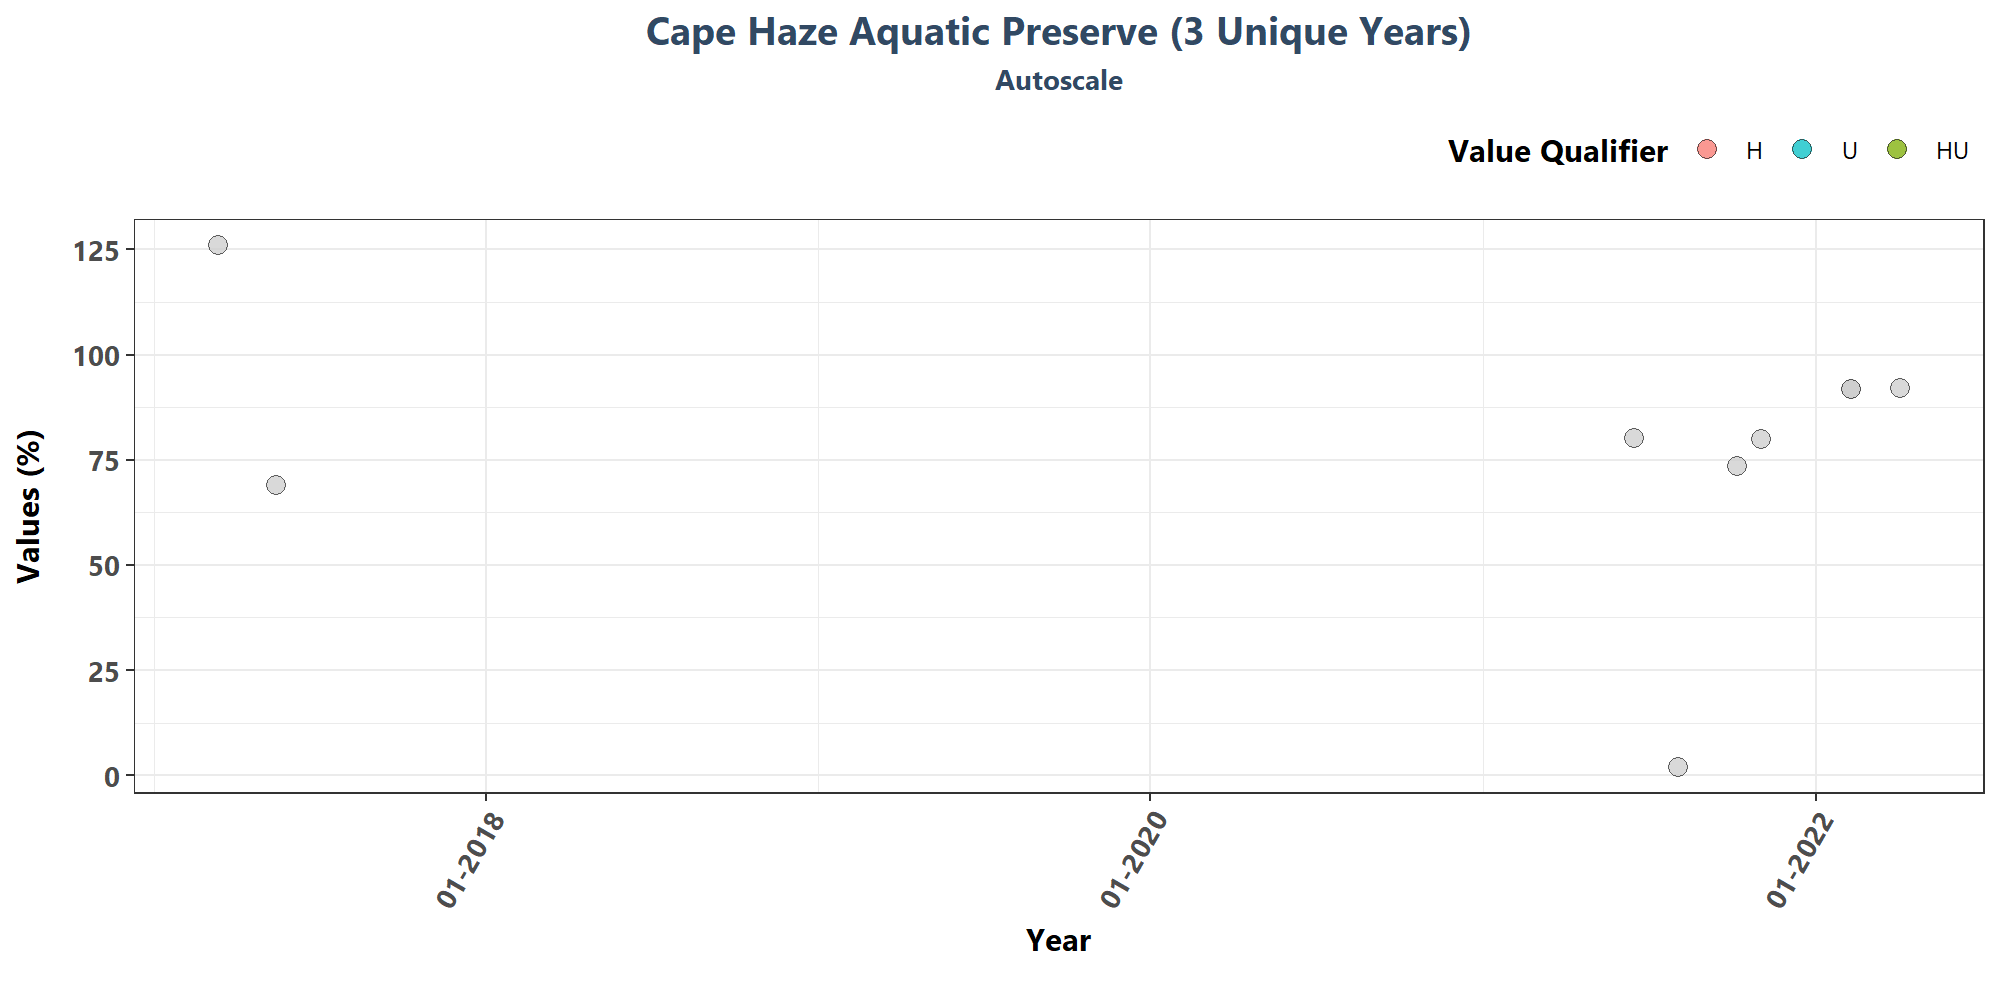 Cape Haze Aquatic Preserve (3 Unique Years)
Autoscale
Value Qualifier H U HU
Values (%)
125
100
75
50
25
0
01-2018 01-2020 01-2022
Year